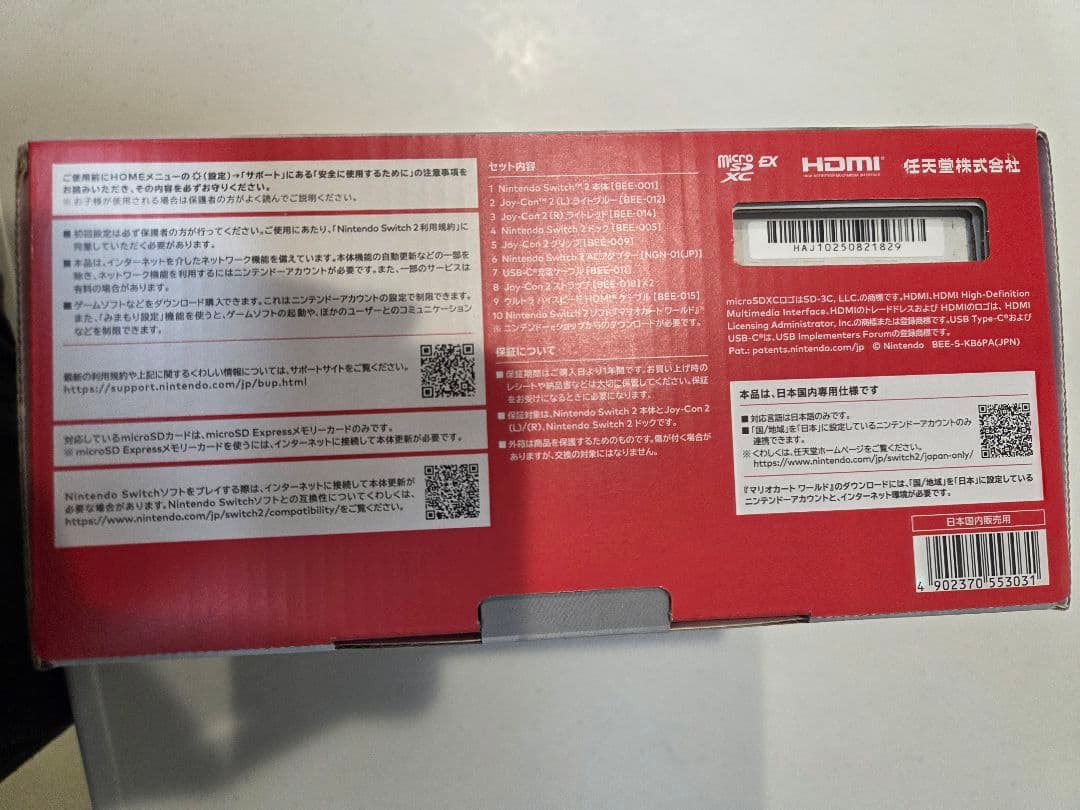 ご使用前にHOMEメニューの(設定)→「サポート」にある「安全に使用するために」の注意事項を
お読みいただき、その内容を必ずお守りください。
※お子様が使用される場合は保護者の方がよく読んでご説明ください。
■ 初回設定は必ず保護者の方が行ってください。ご使用にあたり、「Nintendo Switch 2利用規約」に
同意していただく必要があります。
■ 本品は、インターネットを介したネットワーク機能を備えています。本体機能の自動更新などの一部を
除き、ネットワーク機能を利用するにはニンテンドーアカウントが必要です。また、一部のサービスは
有料の場合があります。
■ ゲームソフトなどをダウンロード購入できます。これはニンテンドーアカウントの設定で制限できます。
また、「みまもり設定」機能を使うと、ゲームソフトの起動や、ほかのユーザーとのコミュニケーション
などを制限できます。
最新の利用規約や上記に関するくわしい情報については、サポートサイトをご覧ください。
https://support.nintendo.com/jp/bup.html
対応しているmicroSDカードは、microSD Expressメモリーカードのみです。
※ microSD Expressメモリーカードを使うには、インターネットに接続して本体更新が必要です。
Nintendo Switchソフトをプレイする際は、インターネットに接続して本体更新が
必要な場合があります。Nintendo Switchソフトとの互換性についてくわしくは、
https://www.nintendo.com/jp/switch2/compatibility/をご覧ください。
セット内容
1 Nintendo Switch™ 2 本体 [BEE-001]
2 Joy-Con™ 2 (L) ライトブルー [BEE-012]
3 Joy-Con 2 (R) ライトレッド [BEE-014]
4 Nintendo Switch 2 ドック [BEE-005]
5 Joy-Con 2 グリップ [BEE-009]
6 Nintendo Switch 2 ACアダプター [NGN-01(JP)]
7 USB-C®充電ケーブル [BEE-016]
8 Joy-Con 2 ストラップ [BEE-018]×2
9 ウルトラ ハイスピードHDMI™ケーブル [BEE-015]
10 Nintendo Switch 2 ソフト『マリオカート ワールド』※
※ ニンテンドーeショップからのダウンロードが必要です。
保証について
■ 保証期間はご購入日より1年間です。お買い上げ時の
レシートや納品書などは大切に保管してください。保証
をお受けになるときに必要になります。
■ 保証対象は、Nintendo Switch 2 本体とJoy-Con 2
(L)/(R)、Nintendo Switch 2 ドックです。
■ 外箱は商品を保護するためのものです。傷が付く場合が
ありますが、交換の対象にはなりません。
micro SD XC EX
HDMI®
HIGH-DEFINITION MULTIMEDIA INTERFACE
任天堂株式会社
HAJ10250821829
microSDXCロゴはSD-3C, LLC.の商標です。HDMI、HDMI High-Definition
Multimedia Interface、HDMIのトレードドレスおよび HDMIのロゴは、HDMI
Licensing Administrator, Inc.の商標または登録商標です。USB Type-C®および
USB-C®は、USB Implementers Forumの登録商標です。
Pat.: patents.nintendo.com/jp © Nintendo BEE-S-KB6PA(JPN)
本品は、日本国内専用仕様です
■ 対応言語は日本語のみです。
■ 「国/地域」を「日本」に設定しているニンテンドーアカウントのみ
連携できます。
※ くわしくは、任天堂ホームページをご覧ください。
https://www.nintendo.com/jp/switch2/japan-only/
『マリオカート ワールド』のダウンロードには、「国/地域」を「日本」に設定している
ニンテンドーアカウントと、インターネット環境が必要です。
日本国内販売用
4 902370 553031